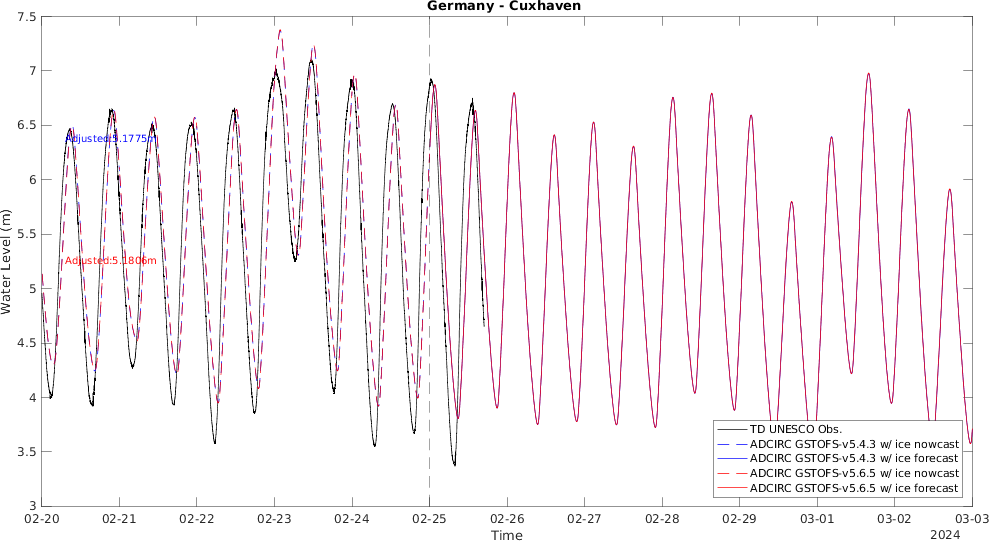 Germany - Cuxhaven
7.5
7
6.5
6
5.5
5
4.5
4
3.5
3
Water Level (m)
Adjusted:5.1775m
Adjusted:5.1806m
TD UNESCO Obs.
ADCIRC GSTOFS-v5.4.3 w/ ice nowcast
ADCIRC GSTOFS-v5.4.3 w/ ice forecast
ADCIRC GSTOFS-v5.6.5 w/ ice nowcast
ADCIRC GSTOFS-v5.6.5 w/ ice forecast
02-20 02-21 02-22 02-23 02-24 02-25 02-26 02-27 02-28 02-29 03-01 03-02 03-03
Time
2024